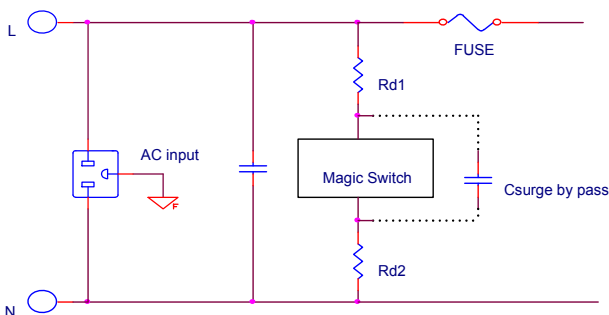 L
FUSE
Rd1
AC input
Magic Switch
Csurge by pass
F
Rd2
N